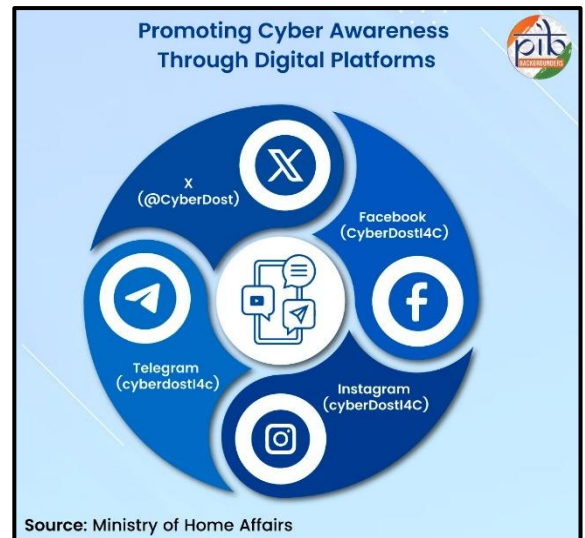 Promoting Cyber Awareness
Through Digital Platforms
pib
BACKGROUNDERS
X
(@CyberDost)
Facebook
(CyberDostI4C)
Telegram
(cyberdostI4c)
Instagram
(cyberDostI4C)
Source: Ministry of Home Affairs